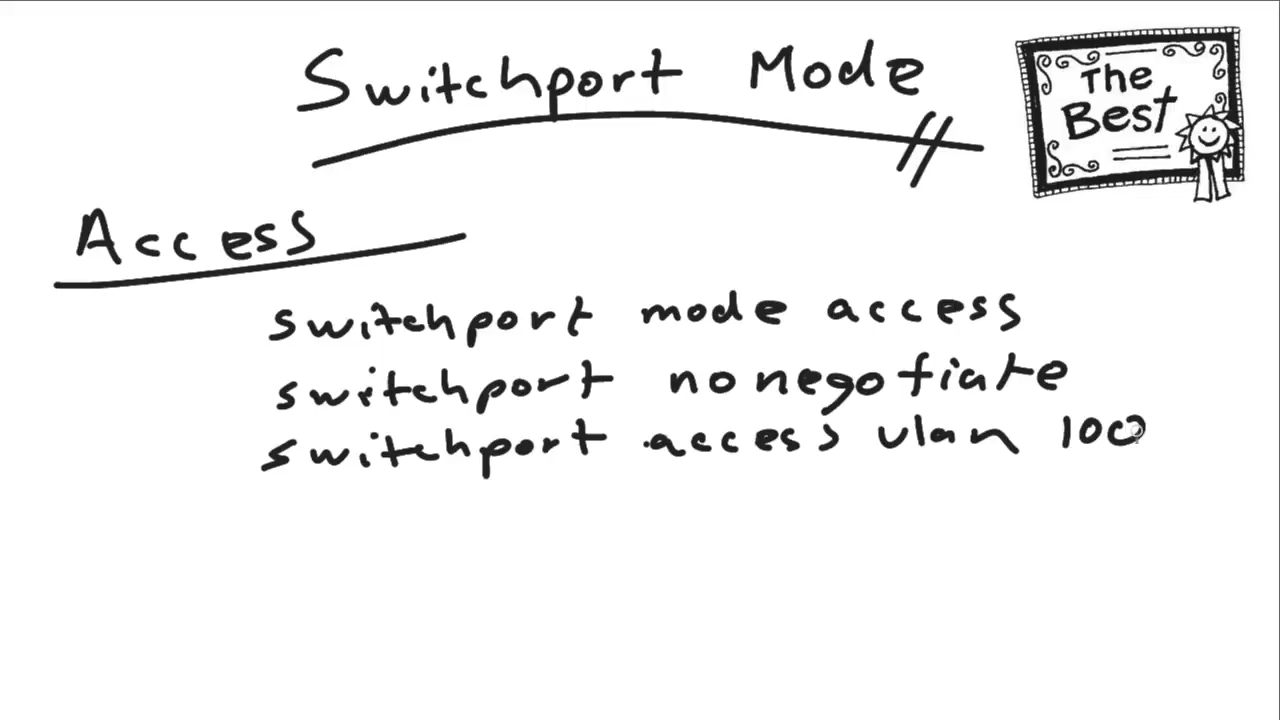 Switchport Mode
The
Best
Access
switchport mode access
switchport nonegotiate
switchport access vlan 100